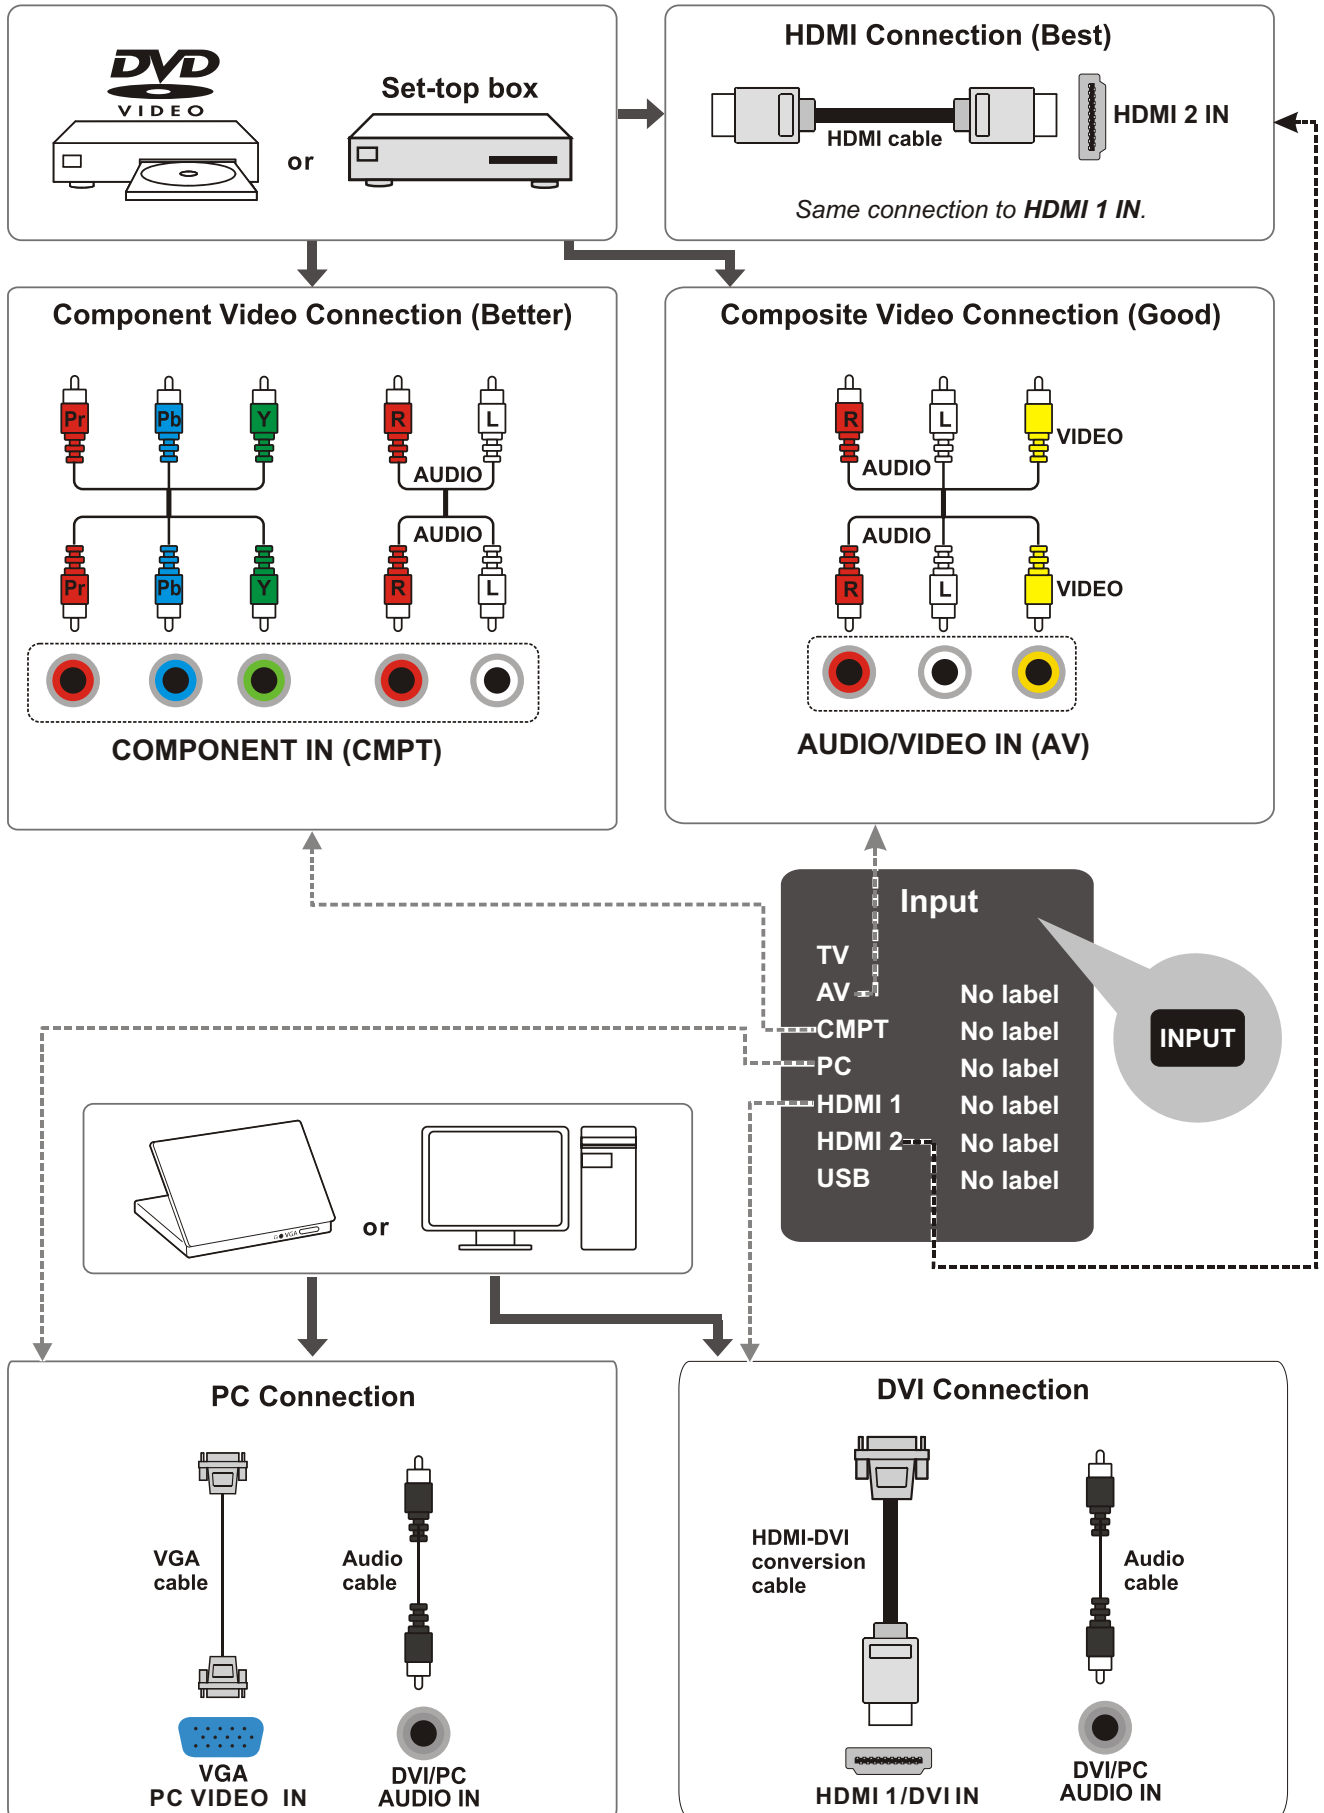 DVD
VIDEO
or
Set-top box
HDMI Connection (Best)
HDMI cable
HDMI 2 IN
Same connection to HDMI 1 IN.
Component Video Connection (Better)
Pr Pb Y R L
AUDIO
AUDIO
Pr Pb Y R L
COMPONENT IN (CMPT)
Composite Video Connection (Good)
R L
VIDEO
AUDIO
AUDIO
R L
VIDEO
AUDIO/VIDEO IN (AV)
Input
TV
AV No label
CMPT No label
PC No label
HDMI 1 No label
HDMI 2 No label
USB No label
INPUT
VGA
or
PC Connection
VGA
cable
Audio
cable
VGA
PC VIDEO IN
DVI/PC
AUDIO IN
DVI Connection
HDMI-DVI
conversion
cable
Audio
cable
HDMI 1/DVI IN
DVI/PC
AUDIO IN